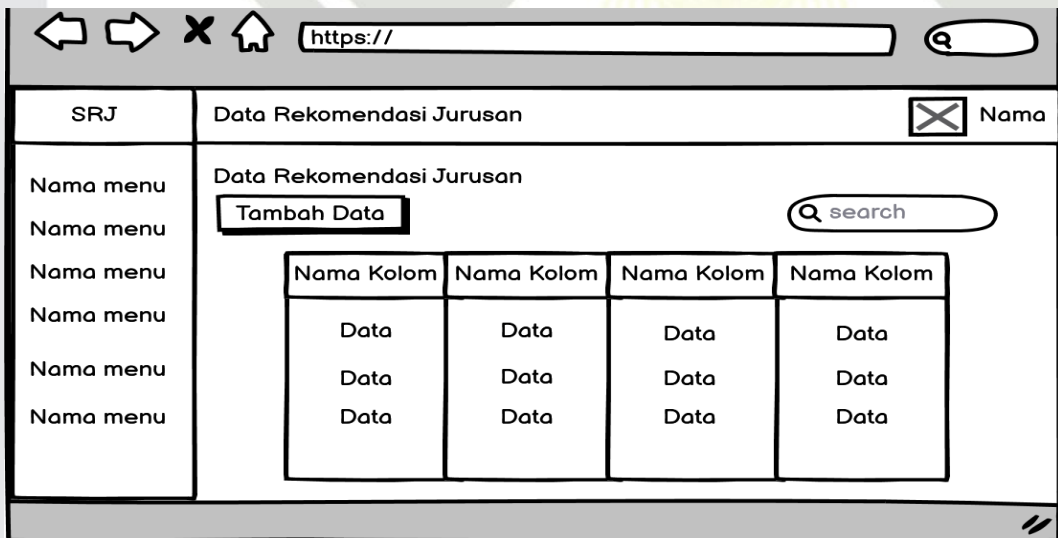 https://
SRJ
Data Rekomendasi Jurusan
Nama
Nama menu
Nama menu
Nama menu
Nama menu
Nama menu
Nama menu
Data Rekomendasi Jurusan
Tambah Data
search
Nama Kolom Nama Kolom Nama Kolom Nama Kolom
Data Data Data Data
Data Data Data Data
Data Data Data Data